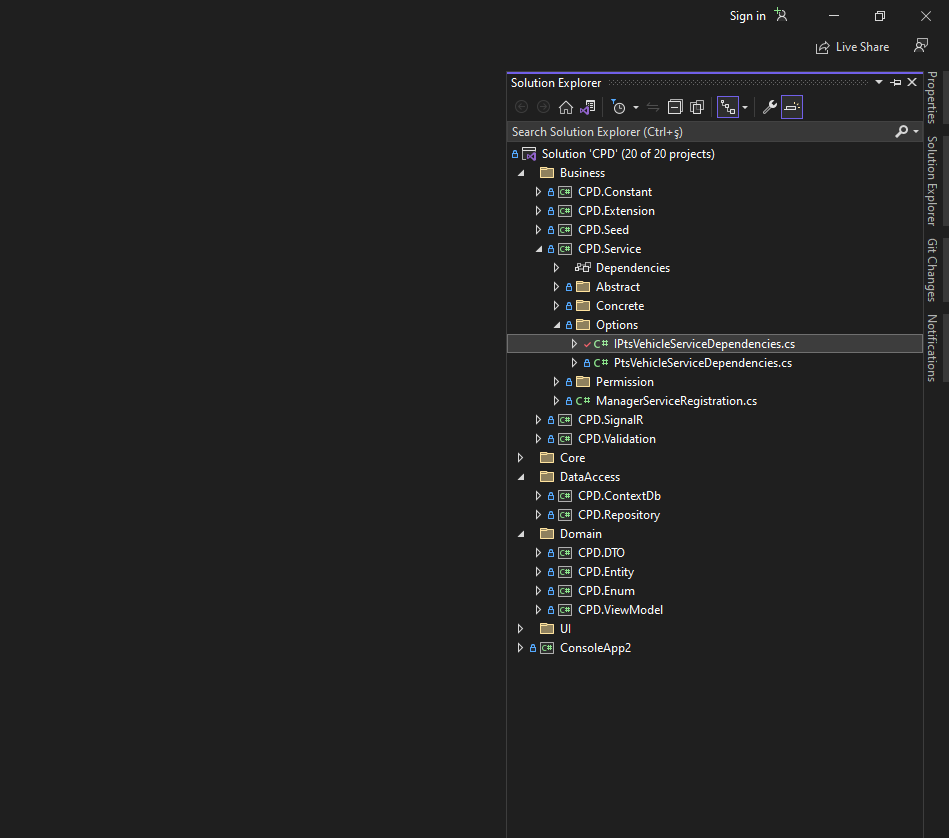 Sign in
Live Share
Solution Explorer
Search Solution Explorer (Ctrl+ş)
Solution 'CPD' (20 of 20 projects)
Business
C# CPD.Constant
C# CPD.Extension
C# CPD.Seed
C# CPD.Service
Dependencies
Abstract
Concrete
Options
C# IPtsVehicleServiceDependencies.cs
C# PtsVehicleServiceDependencies.cs
Permission
C# ManagerServiceRegistration.cs
C# CPD.SignalR
C# CPD.Validation
Core
DataAccess
C# CPD.ContextDb
C# CPD.Repository
Domain
C# CPD.DTO
C# CPD.Entity
C# CPD.Enum
C# CPD.ViewModel
UI
C# ConsoleApp2
Properties
Solution Explorer
Git Changes
Notifications